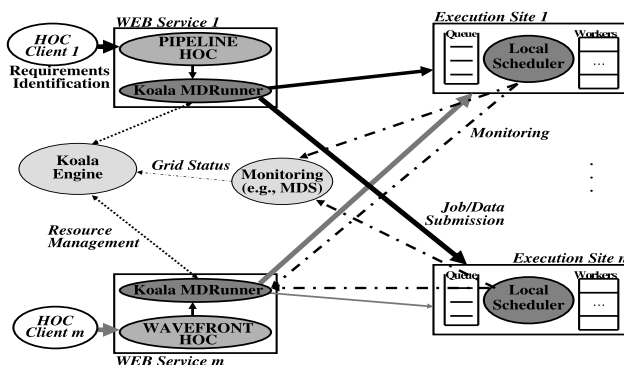 HOC
Client 1
Requirements
Identification
WEB Service 1
PIPELINE
HOC
Koala MDRunner
Execution Site 1
Queue
Local
Scheduler
Workers
...
Monitoring
Koala
Engine
Grid Status
Monitoring
(e.g., MDS)
Resource
Management
Job/Data
Submission
Execution Site n
Queue
Local
Scheduler
Workers
...
Koala MDRunner
WAVEFRONT
HOC
WEB Service m
HOC
Client m